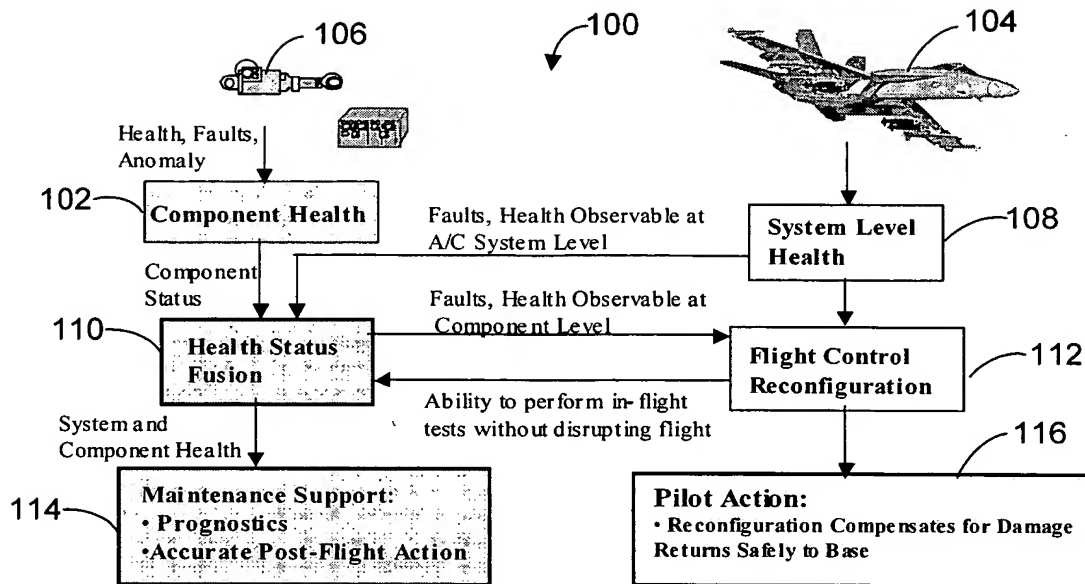 106
100
104
Health, Faults,
Anomaly
102
Component Health
Faults, Health Observable at
A/C System Level
System Level
Health
108
Component
Status
Faults, Health Observable at
Component Level
110
Health Status
Fusion
Flight Control
Reconfiguration
112
Ability to perform in-flight
tests without disrupting flight
System and
Component Health
116
114
Maintenance Support:
• Prognostics
•Accurate Post-Flight Action
Pilot Action:
• Reconfiguration Compensates for Damage
Returns Safely to Base